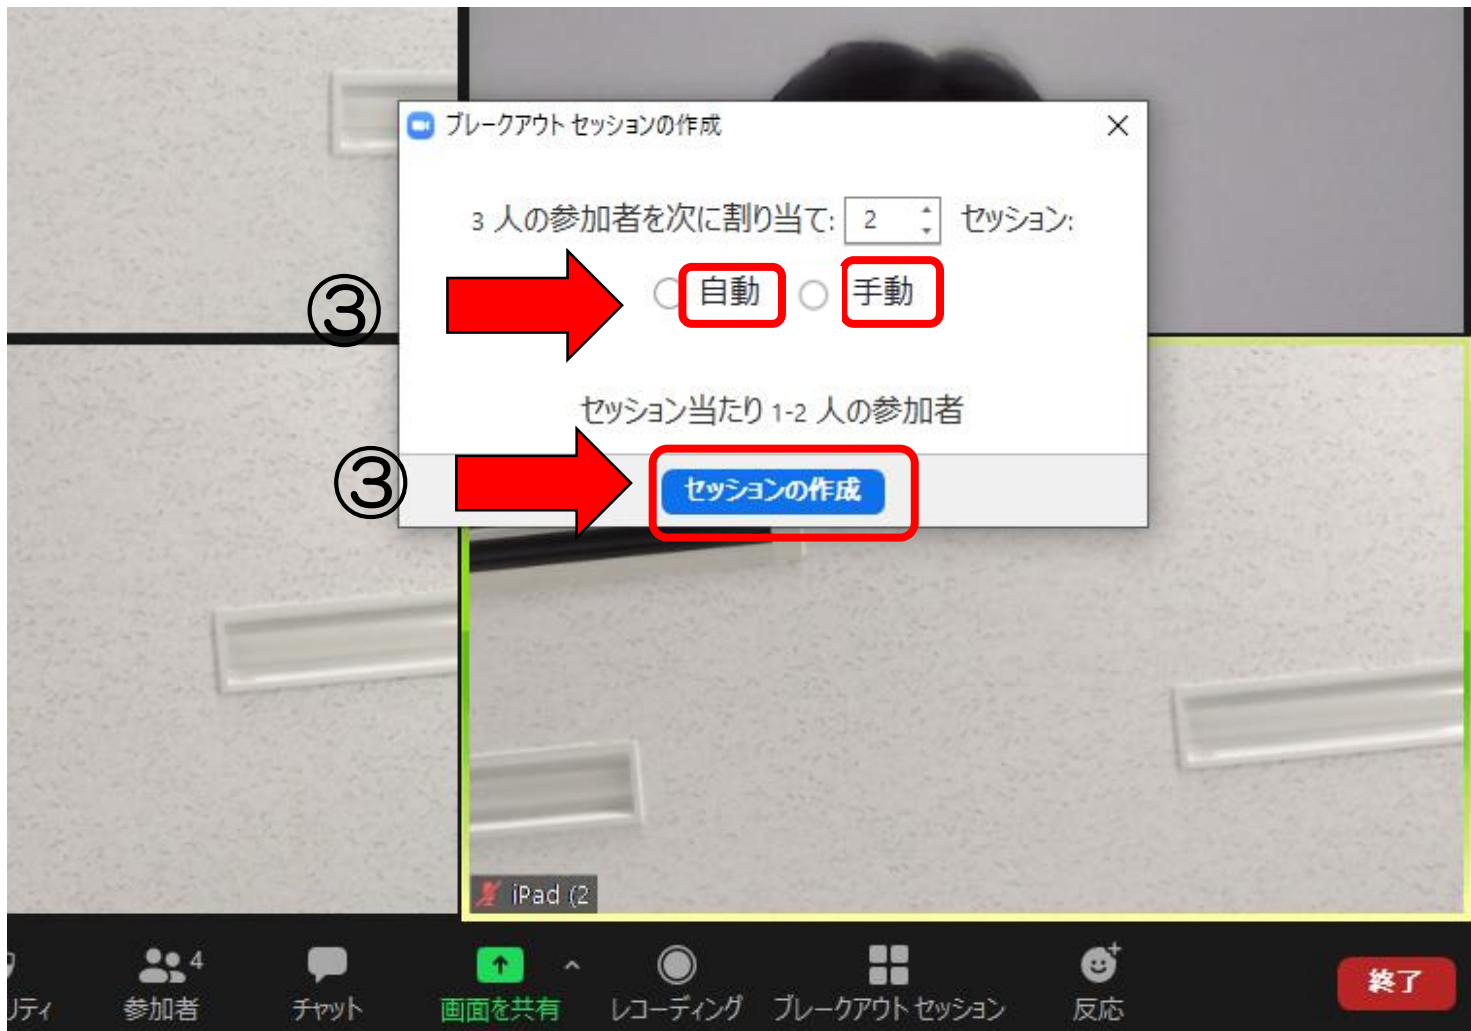 ブレークアウト セッションの作成
3 人の参加者を次に割り当て: 2 セッション:
③ 自動 手動
セッション当たり 1-2 人の参加者
③ セッションの作成
iPad (2
リティ
4
参加者
チャット
画面を共有
レコーディング
ブレークアウト セッション
反応
終了